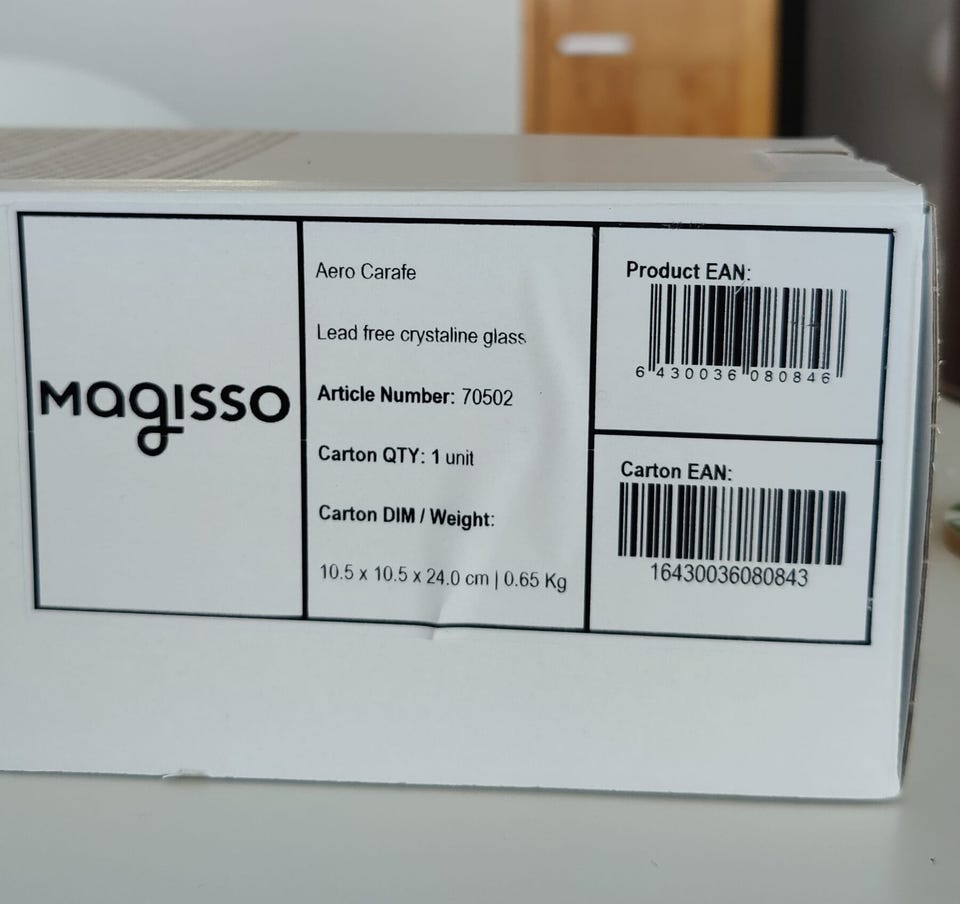 Magisso
Aero Carafe
Lead free crystaline glass
Article Number: 70502
Carton QTY: 1 unit
Carton DIM / Weight:
10.5 x 10.5 x 24.0 cm | 0.65 Kg
Product EAN:
6 430036 080846
Carton EAN:
16430036080843